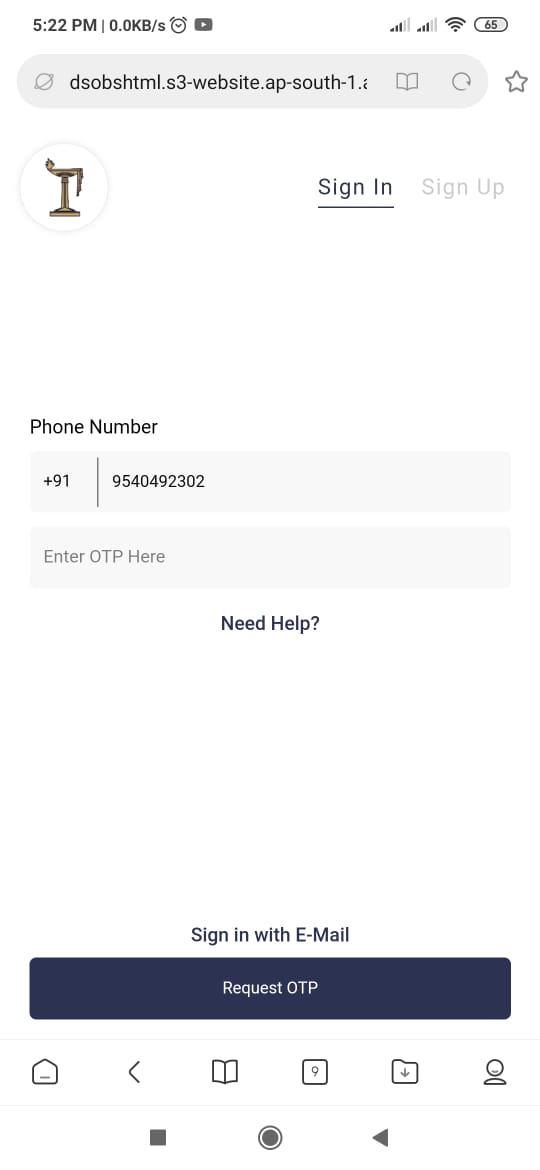 5:22 PM | 0.0KB/s
65
dsobshtml.s3-website.ap-south-1.a
Sign In
Sign Up
Phone Number
+91
9540492302
Enter OTP Here
Need Help?
Sign in with E-Mail
Request OTP
9